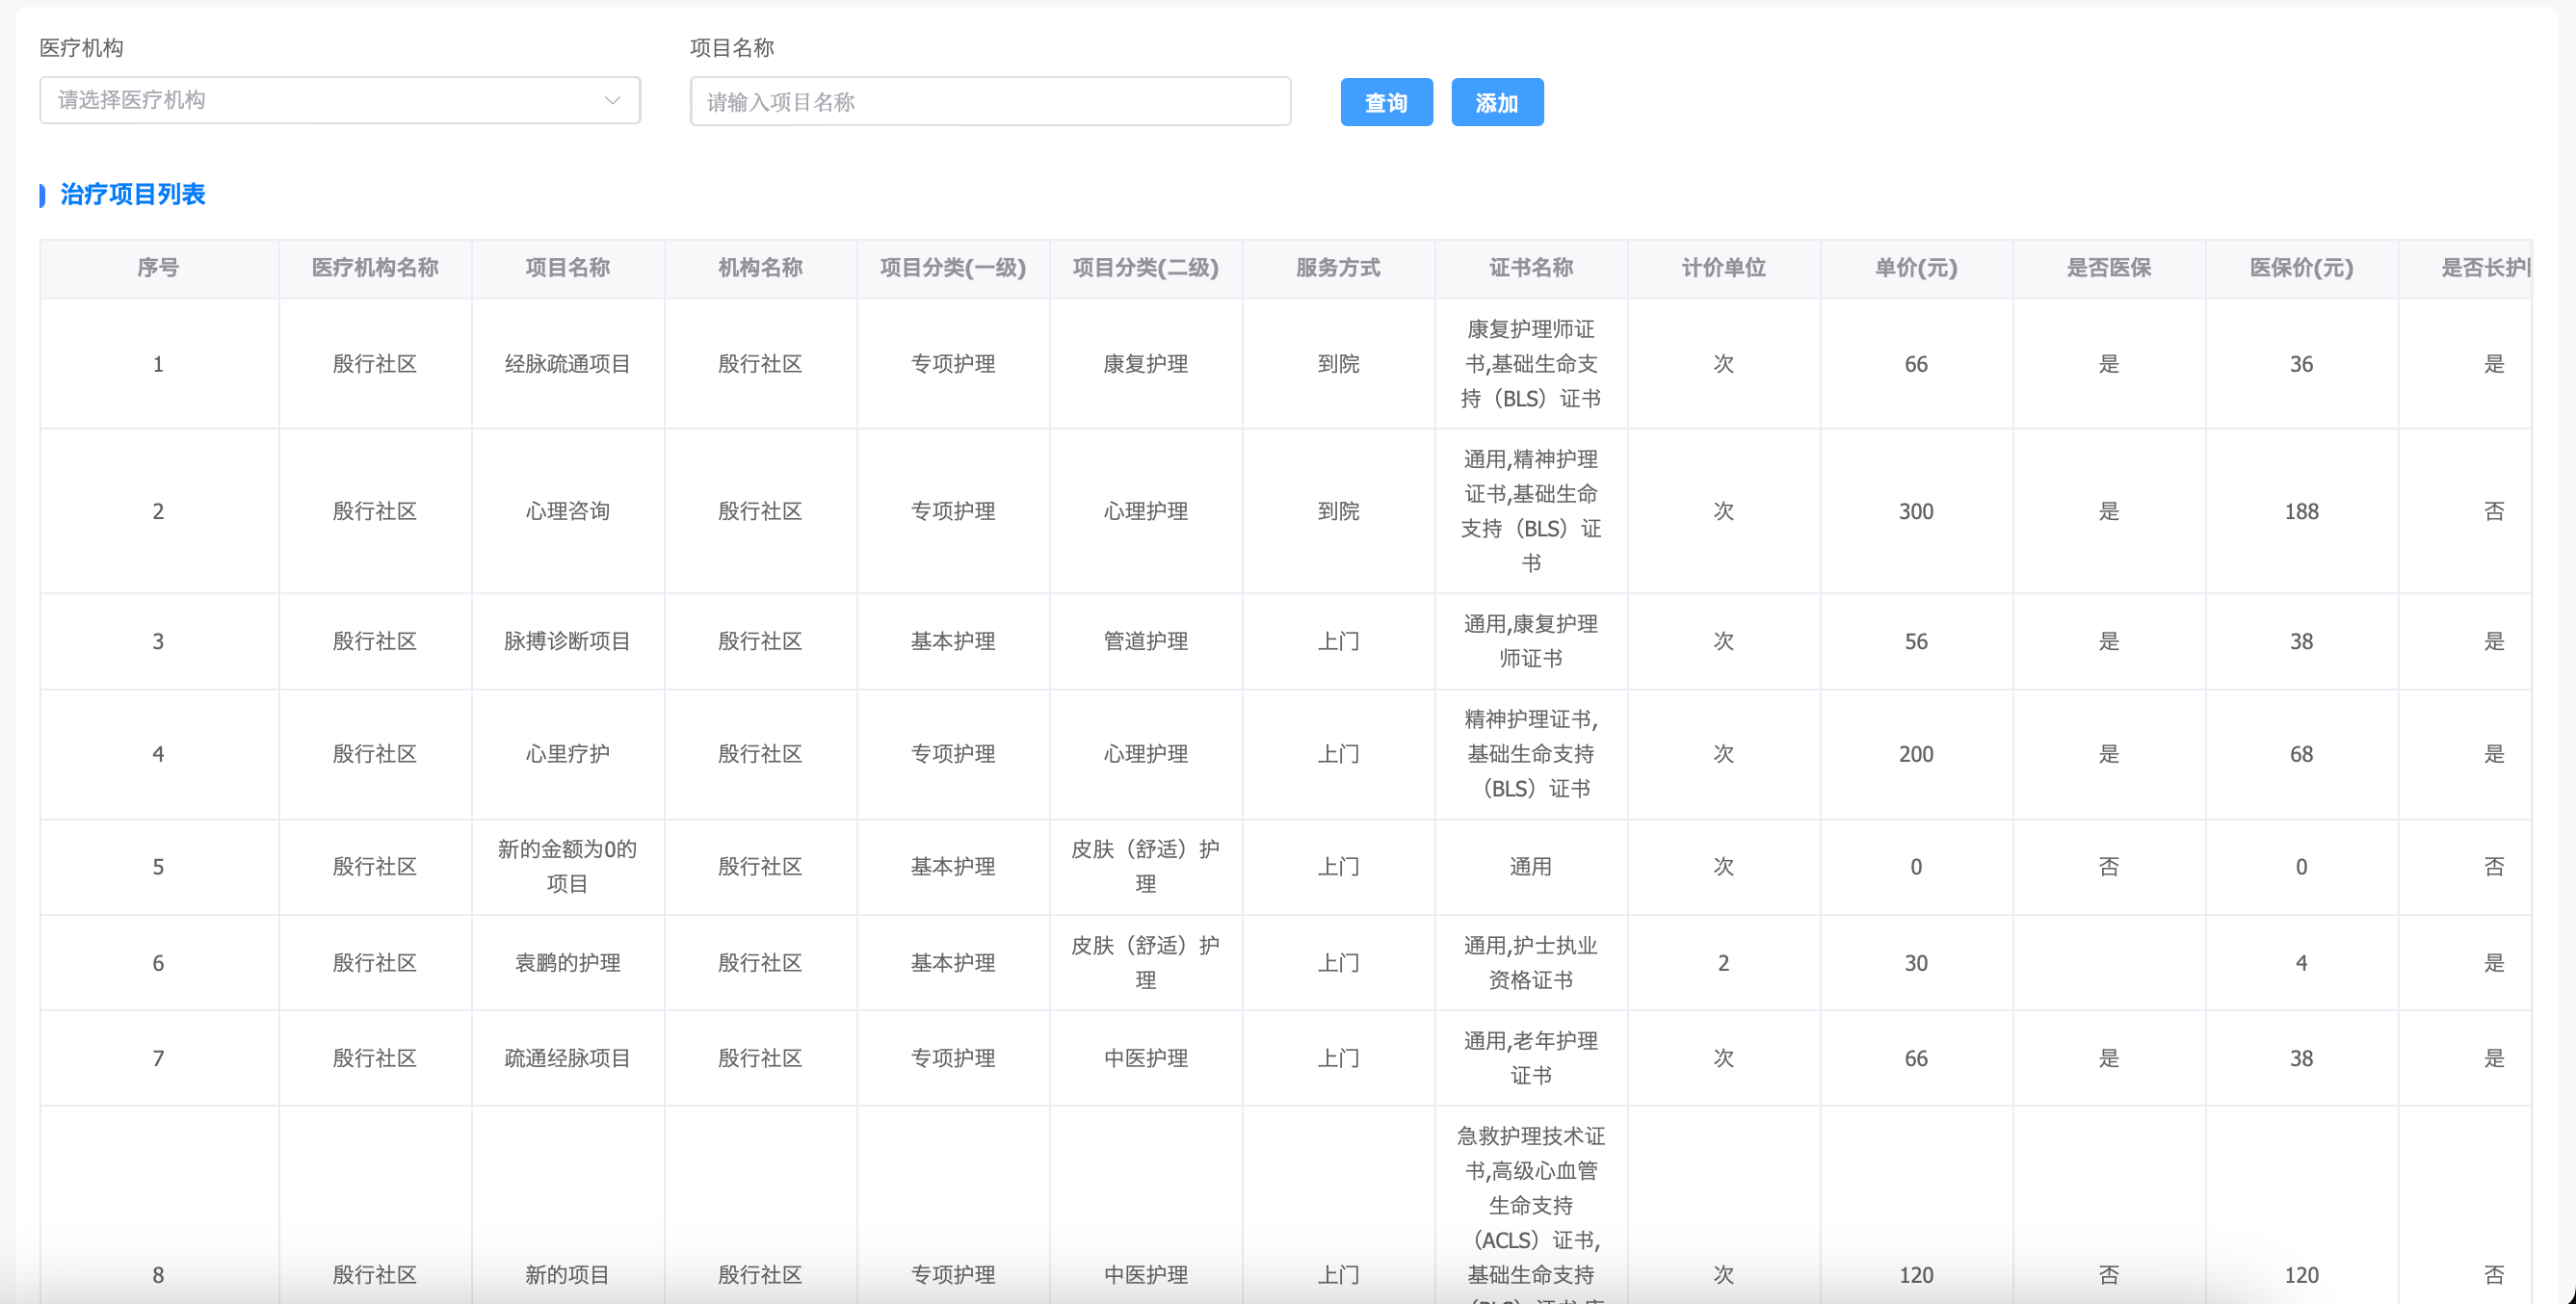 医疗机构
项目名称
请选择医疗机构
请输入项目名称
查询
添加
治疗项目列表
序号 医疗机构名称 项目名称 机构名称 项目分类(一级) 项目分类(二级) 服务方式 证书名称 计价单位 单价(元) 是否医保 医保价(元) 是否长护
1 殷行社区 经脉疏通项目 殷行社区 专项护理 康复护理 到院 康复护理师证
书,基础生命支
持（BLS）证书 次 66 是 36 是
2 殷行社区 心理咨询 殷行社区 专项护理 心理护理 到院 通用,精神护理
证书,基础生命
支持（BLS）证
书 次 300 是 188 否
3 殷行社区 脉搏诊断项目 殷行社区 基本护理 管道护理 上门 通用,康复护理
师证书 次 56 是 38 是
4 殷行社区 心里疗护 殷行社区 专项护理 心理护理 上门 精神护理证书,
基础生命支持
（BLS）证书 次 200 是 68 是
5 殷行社区 新的金额为0的
项目 殷行社区 基本护理 皮肤（舒适）护
理 上门 通用 次 0 否 0 否
6 殷行社区 袁鹏的护理 殷行社区 基本护理 皮肤（舒适）护
理 上门 通用,护士执业
资格证书 2 30 4 是
7 殷行社区 疏通经脉项目 殷行社区 专项护理 中医护理 上门 通用,老年护理
证书 次 66 是 38 是
8 殷行社区 新的项目 殷行社区 专项护理 中医护理 上门 急救护理技术证
书,高级心血管
生命支持
（ACLS）证书,
基础生命支持 次 120 否 120 否